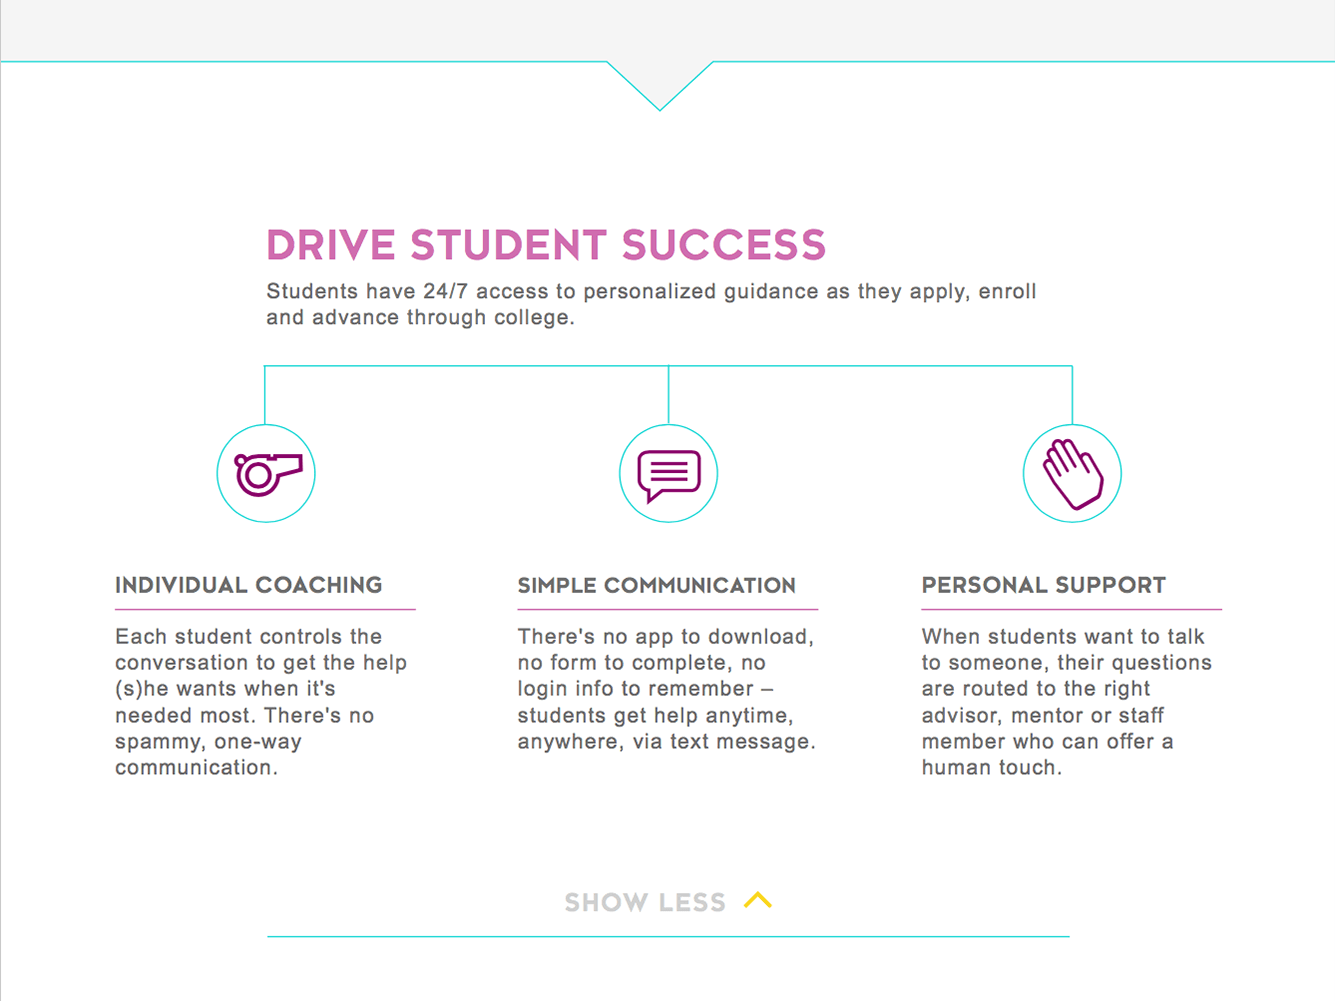 DRIVE STUDENT SUCCESS
Students have 24/7 access to personalized guidance as they apply, enroll
and advance through college.
INDIVIDUAL COACHING
Each student controls the
conversation to get the help
(s)he wants when it's
needed most. There's no
spammy, one-way
communication.
SIMPLE COMMUNICATION
There's no app to download,
no form to complete, no
login info to remember –
students get help anytime,
anywhere, via text message.
PERSONAL SUPPORT
When students want to talk
to someone, their questions
are routed to the right
advisor, mentor or staff
member who can offer a
human touch.
SHOW LESS